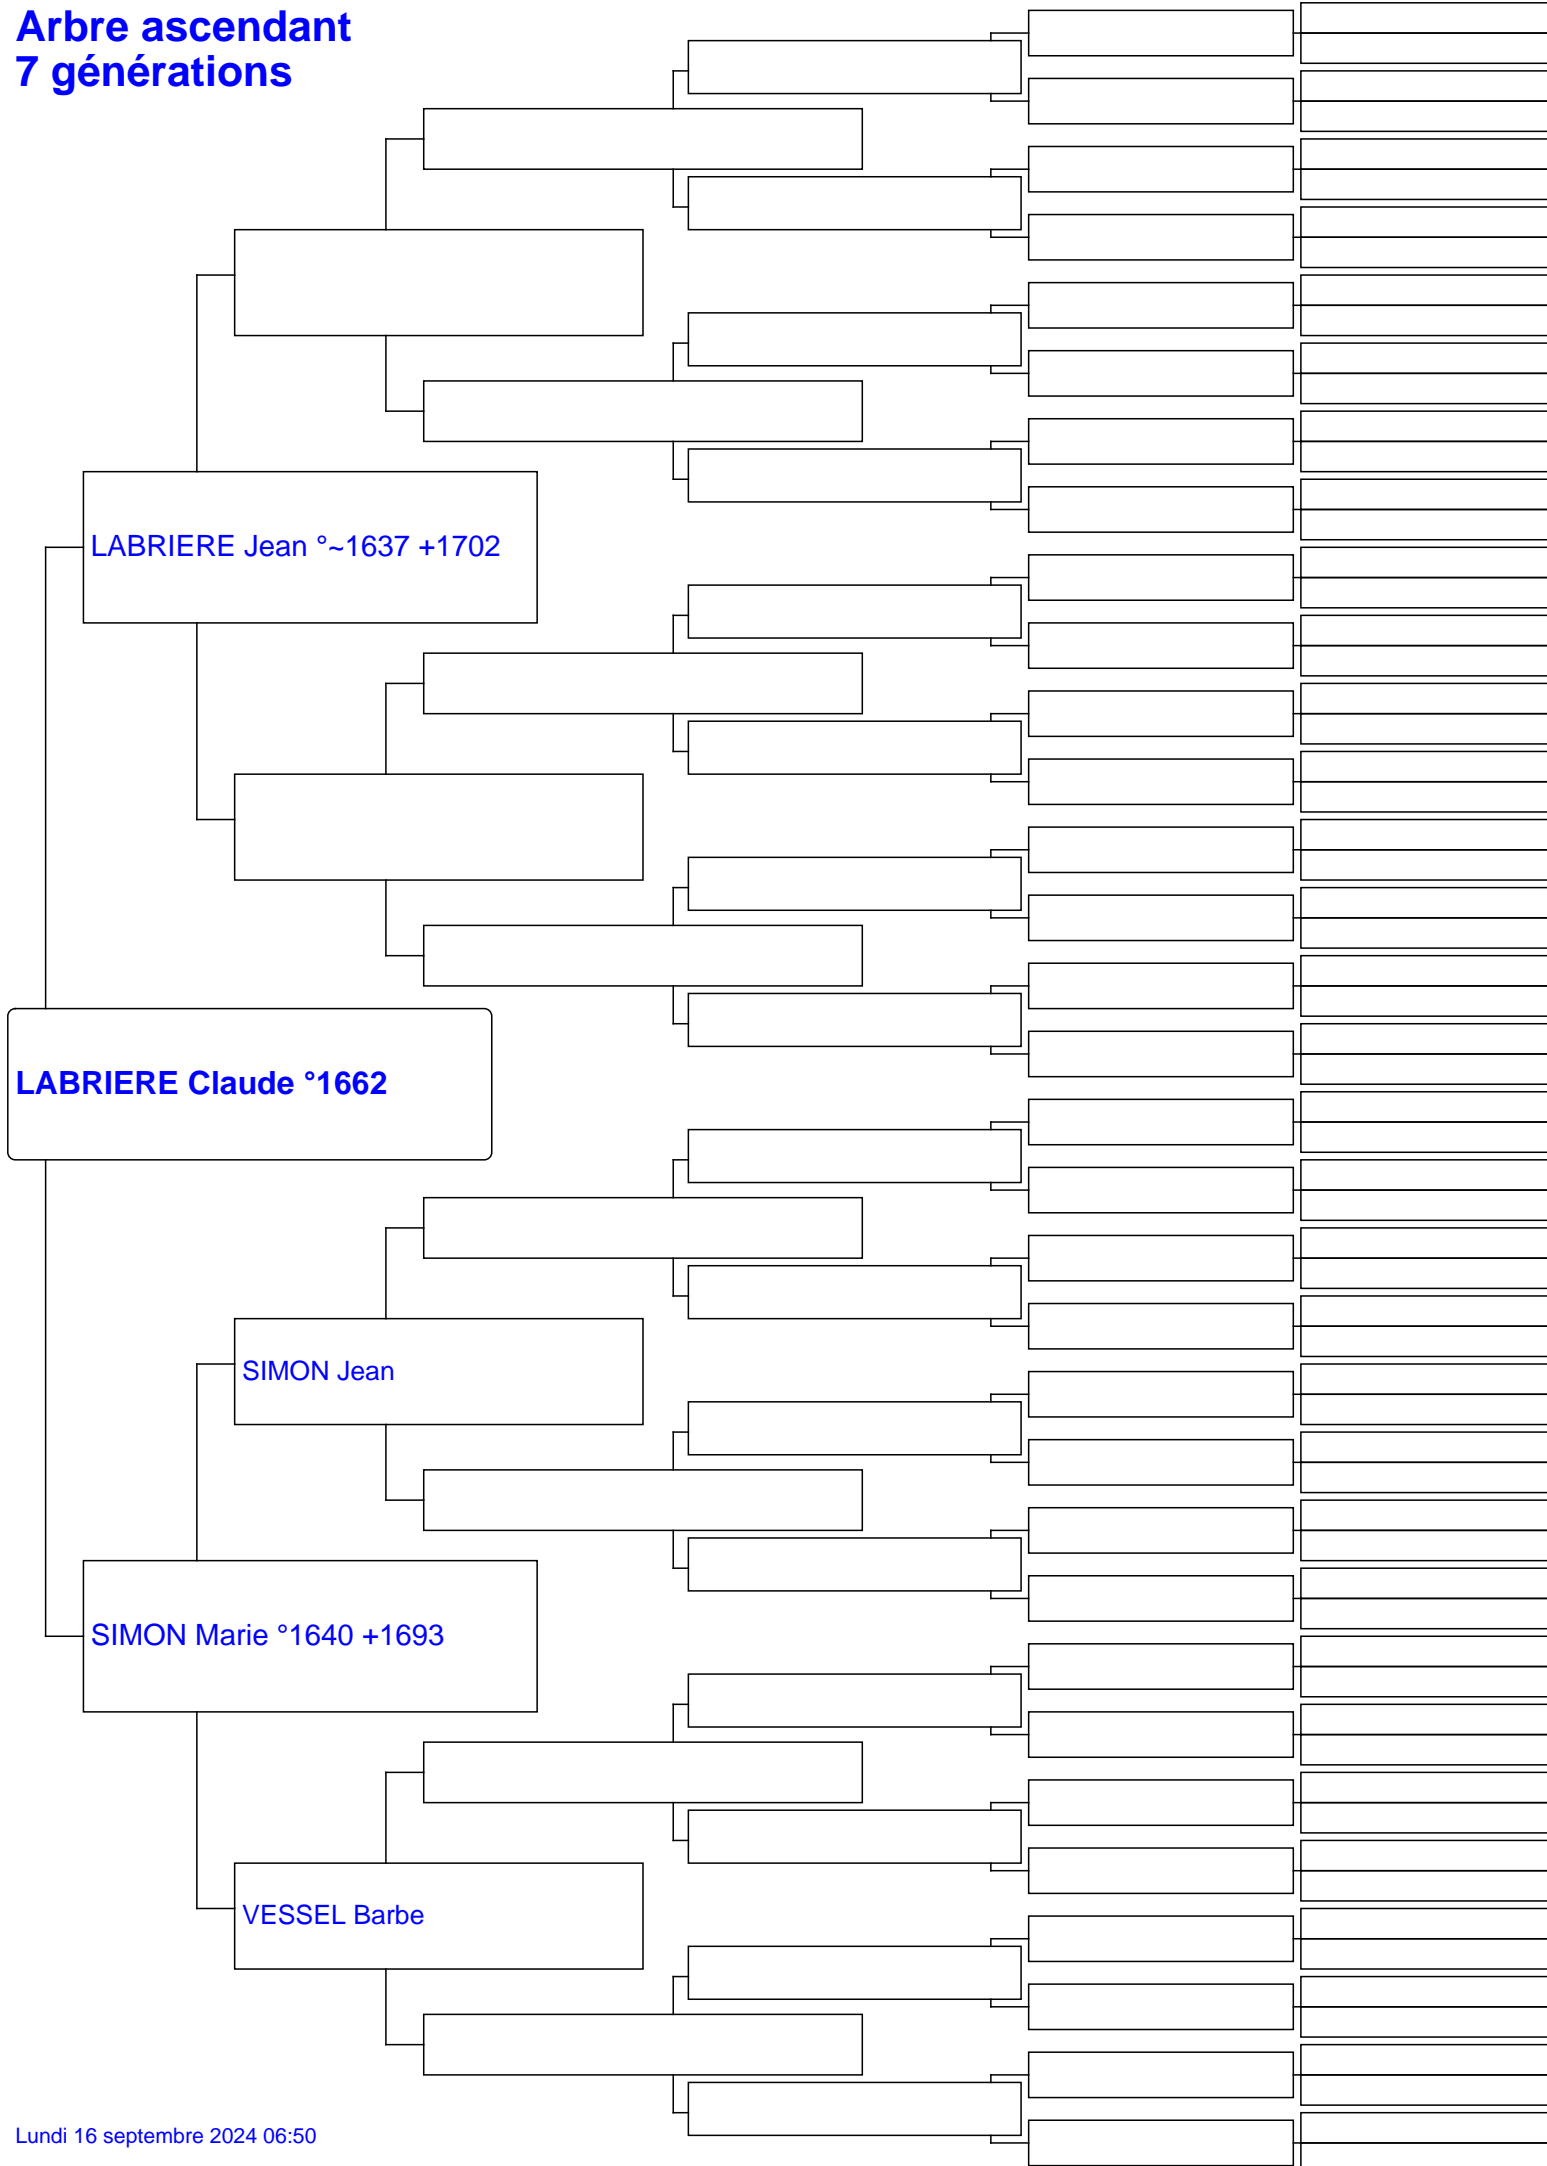 Arbre ascendant
7 générations
LABRIERE Jean °~1637 +1702
LABRIERE Claude °1662
SIMON Jean
SIMON Marie °1640 +1693
VESSEL Barbe
Lundi 16 septembre 2024 06:50